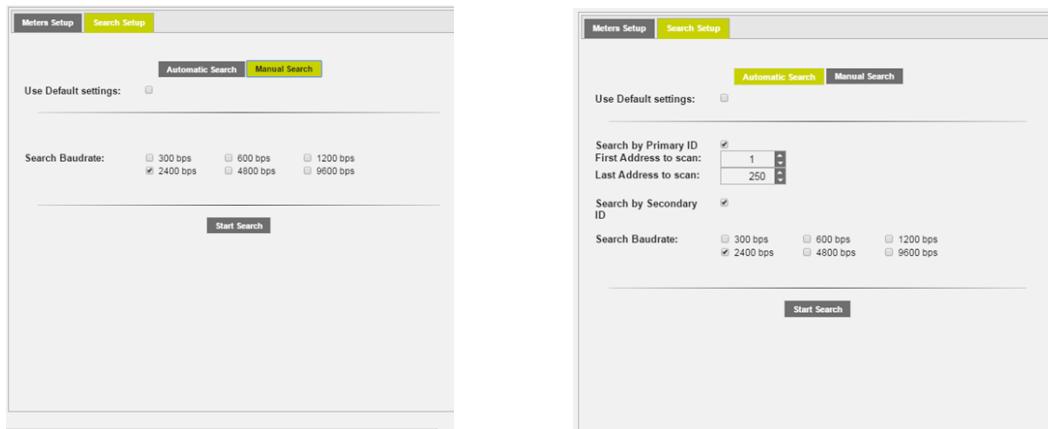 Meters Setup Search Setup
Automatic Search Manual Search
Use Default settings:
Search Baudrate: 300 bps 600 bps 1200 bps
2400 bps 4800 bps 9600 bps
Start Search
Meters Setup Search Setup
Automatic Search Manual Search
Use Default settings:
Search by Primary ID
First Address to scan: 1
Last Address to scan: 250
Search by Secondary
ID
Search Baudrate: 300 bps 600 bps 1200 bps
2400 bps 4800 bps 9600 bps
Start Search